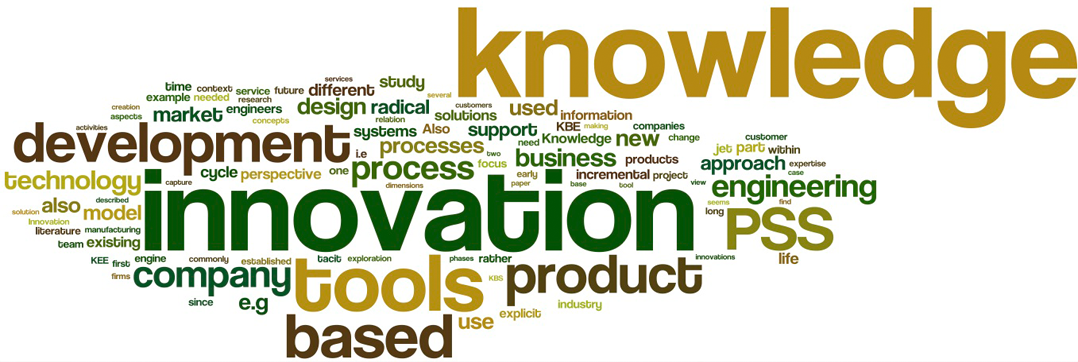 knowledge
services
time context service future different study
example needed research several
creation engineers design radical customers used
aspects market concepts relation solutions information
activities systems Also support KBE making companies
development processes need Knowledge new change customer
i.e two jet part within
technology cycle perspective one process focus business products approach expertise
capture dimensions early incremental project case
paper base tool view engineering
also described innovation seems find
solution model long PSS
Innovation
literature manufacturing
team existing
KEE first engine commonly established tacit exploration phases rather innovations life
firms company tools KBS product
since e.g explicit industry
based use